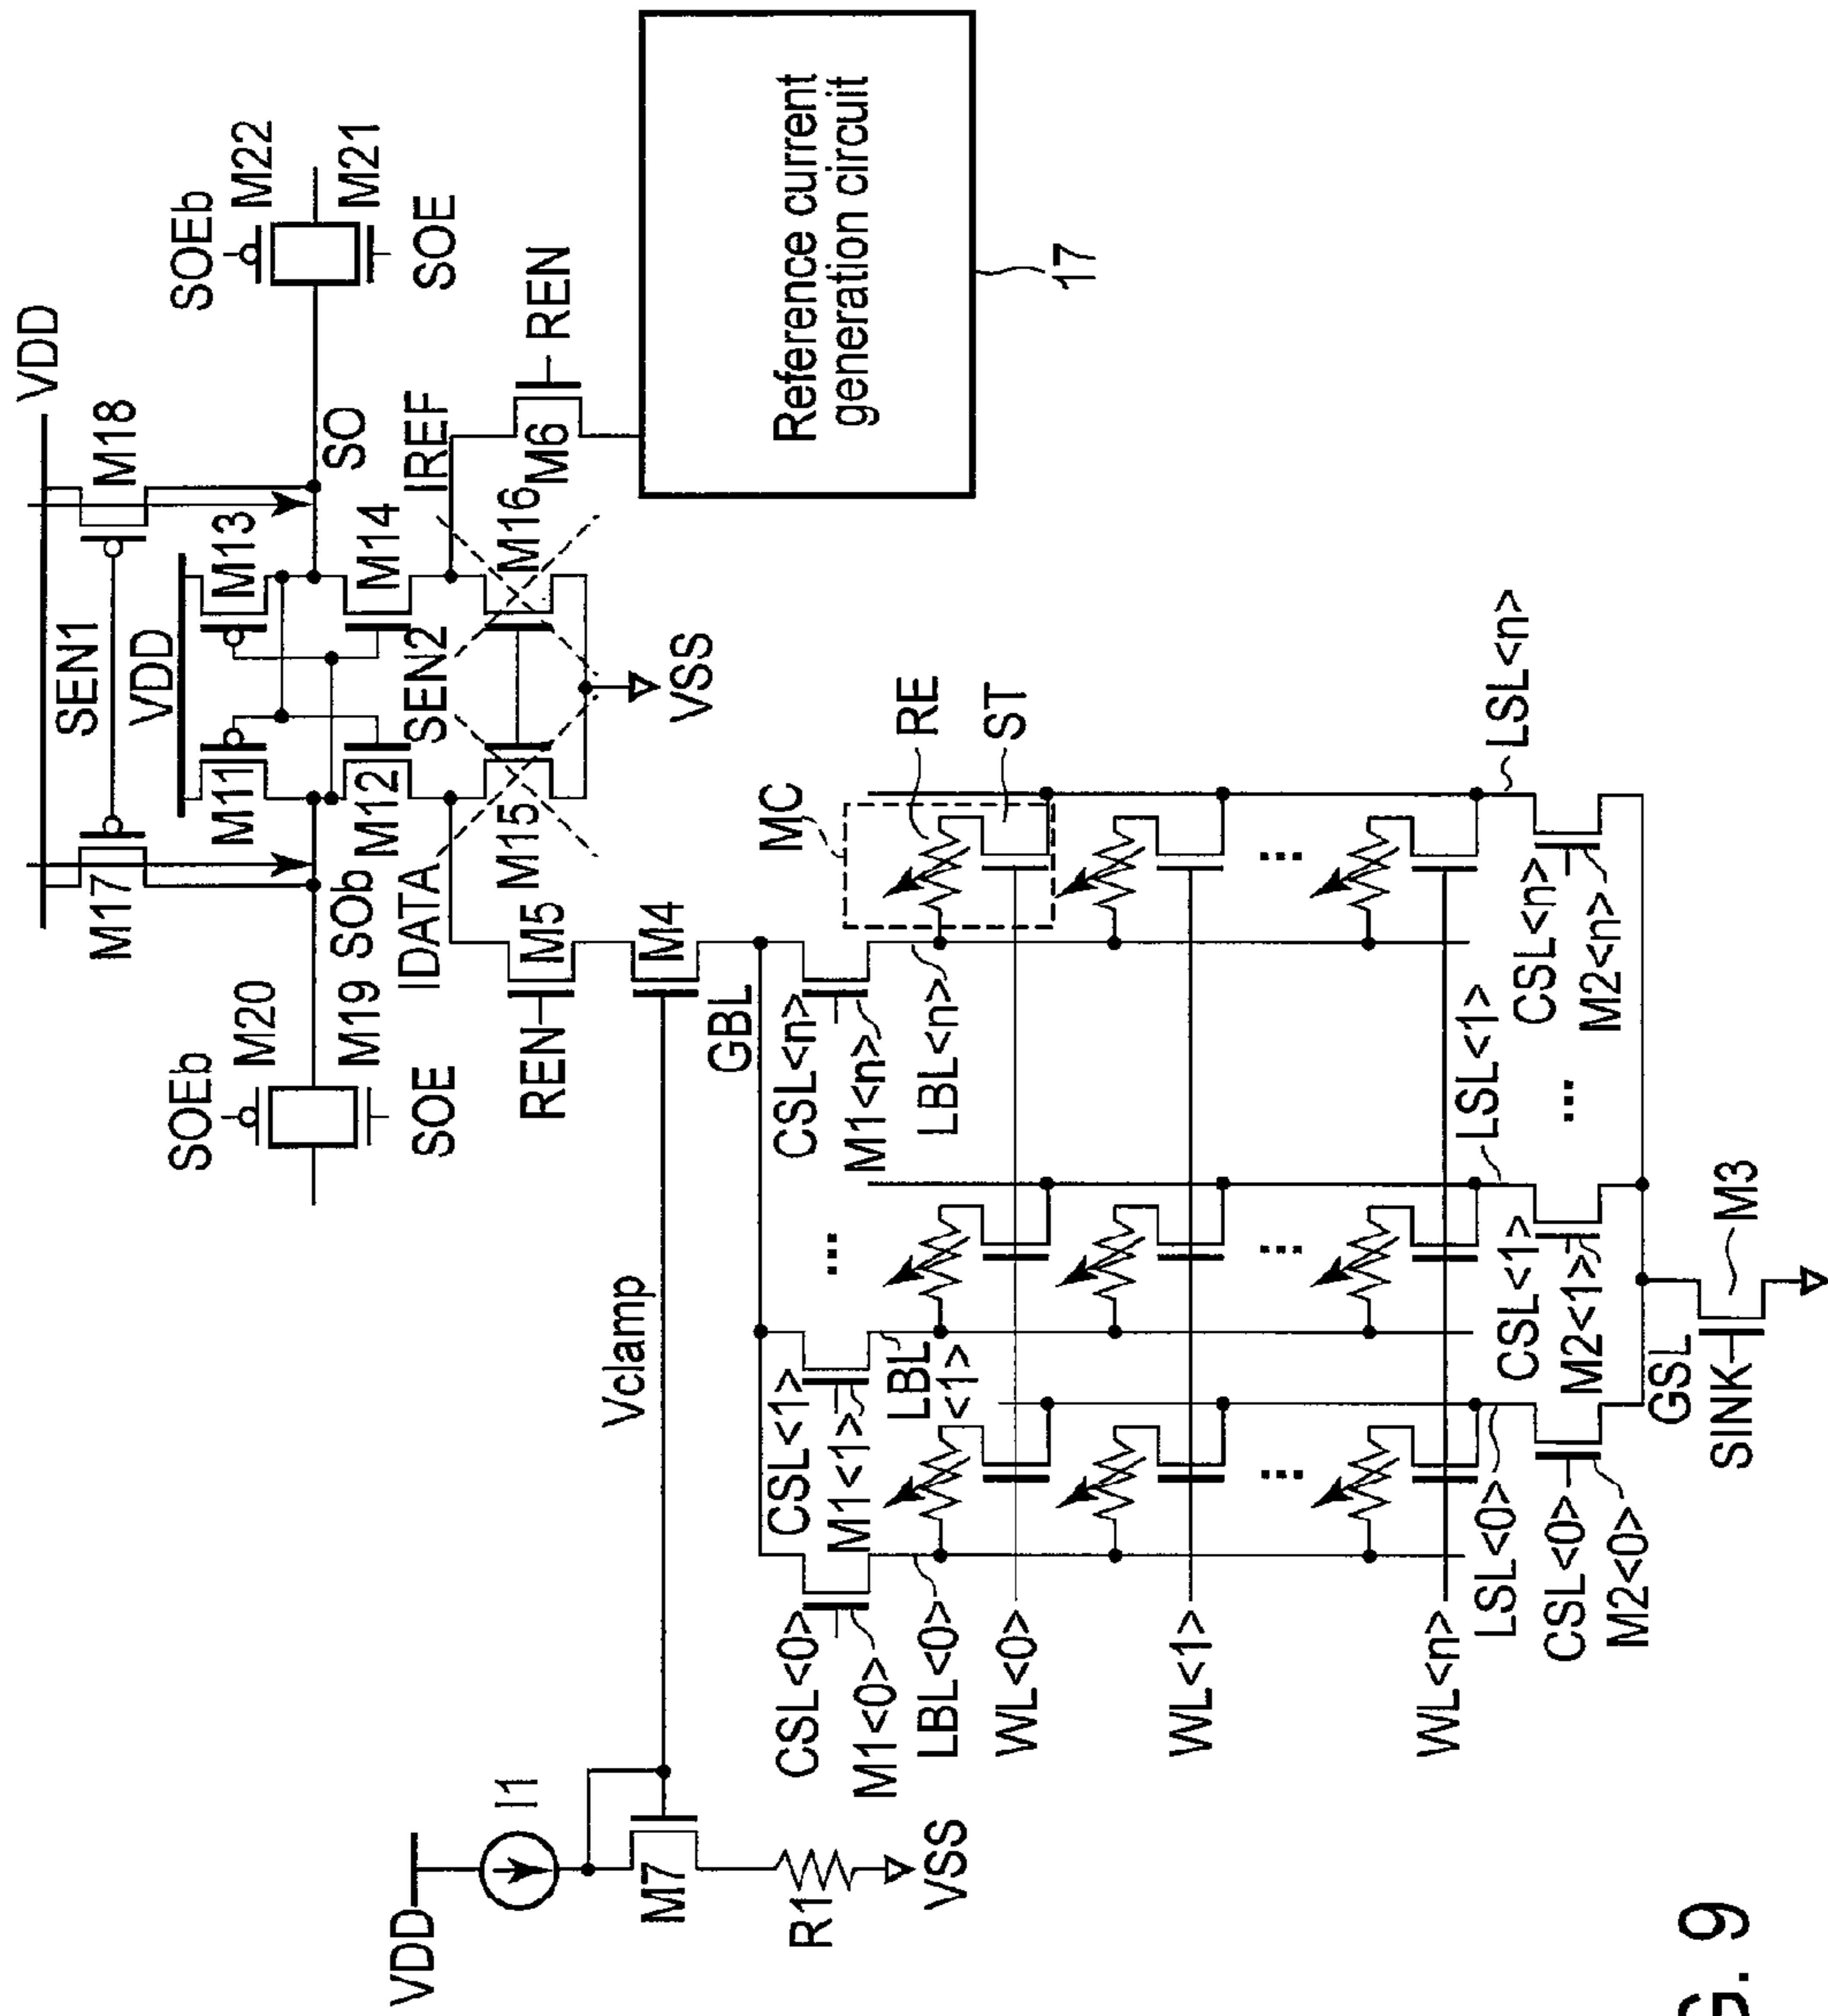 VDD
SEN1
M17
M18
VDD
M11
M13
SOEb
M20
M19
SOE
SOb
SO
SOEb
M22
M21
SOE
M12
M14
IDATA
SEN2
IREF
M15
M16
VSS
REN
M5
M6
REN
M4
Reference current
generation circuit
17
VDD
I1
M7
R1
VSS
Vclamp
GBL
CSL<0>
M1<0>
LBL<0>
CSL<1>
M1<1>
LBL
<1>
...
CSL<n>
M1<n>
LBL<n>
MC
RE
ST
WL<0>
WL<1>
... ... ...
WL<n>
LSL<0>
CSL<0>
M2<0>
LSL<1>
CSL<1>
M2<1>
...
LSL<n>
CSL<n>
M2<n>
GSL
SINK
M3
G. 9